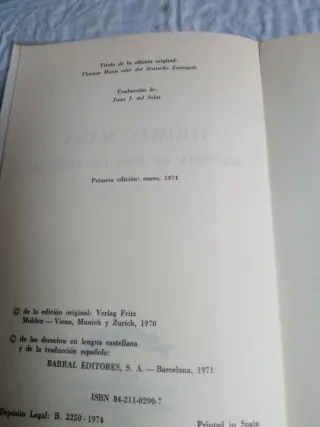 Título de la edición original:
Thomas Mann oder der deutsche Zwiespalt
Traducción de:
Juan J. del Solar
Primera edición: enero, 1974
© de la edición original: Verlag Fritz
Molden — Viena, Munich y Zurich, 1970
© de los derechos en lengua castellana
y de la traducción española:
BARRAL EDITORES, S. A. — Barcelona, 1971
ISBN 84-211-0290-7
Depósito Legal: B. 2250 - 1974
Printed in Spain